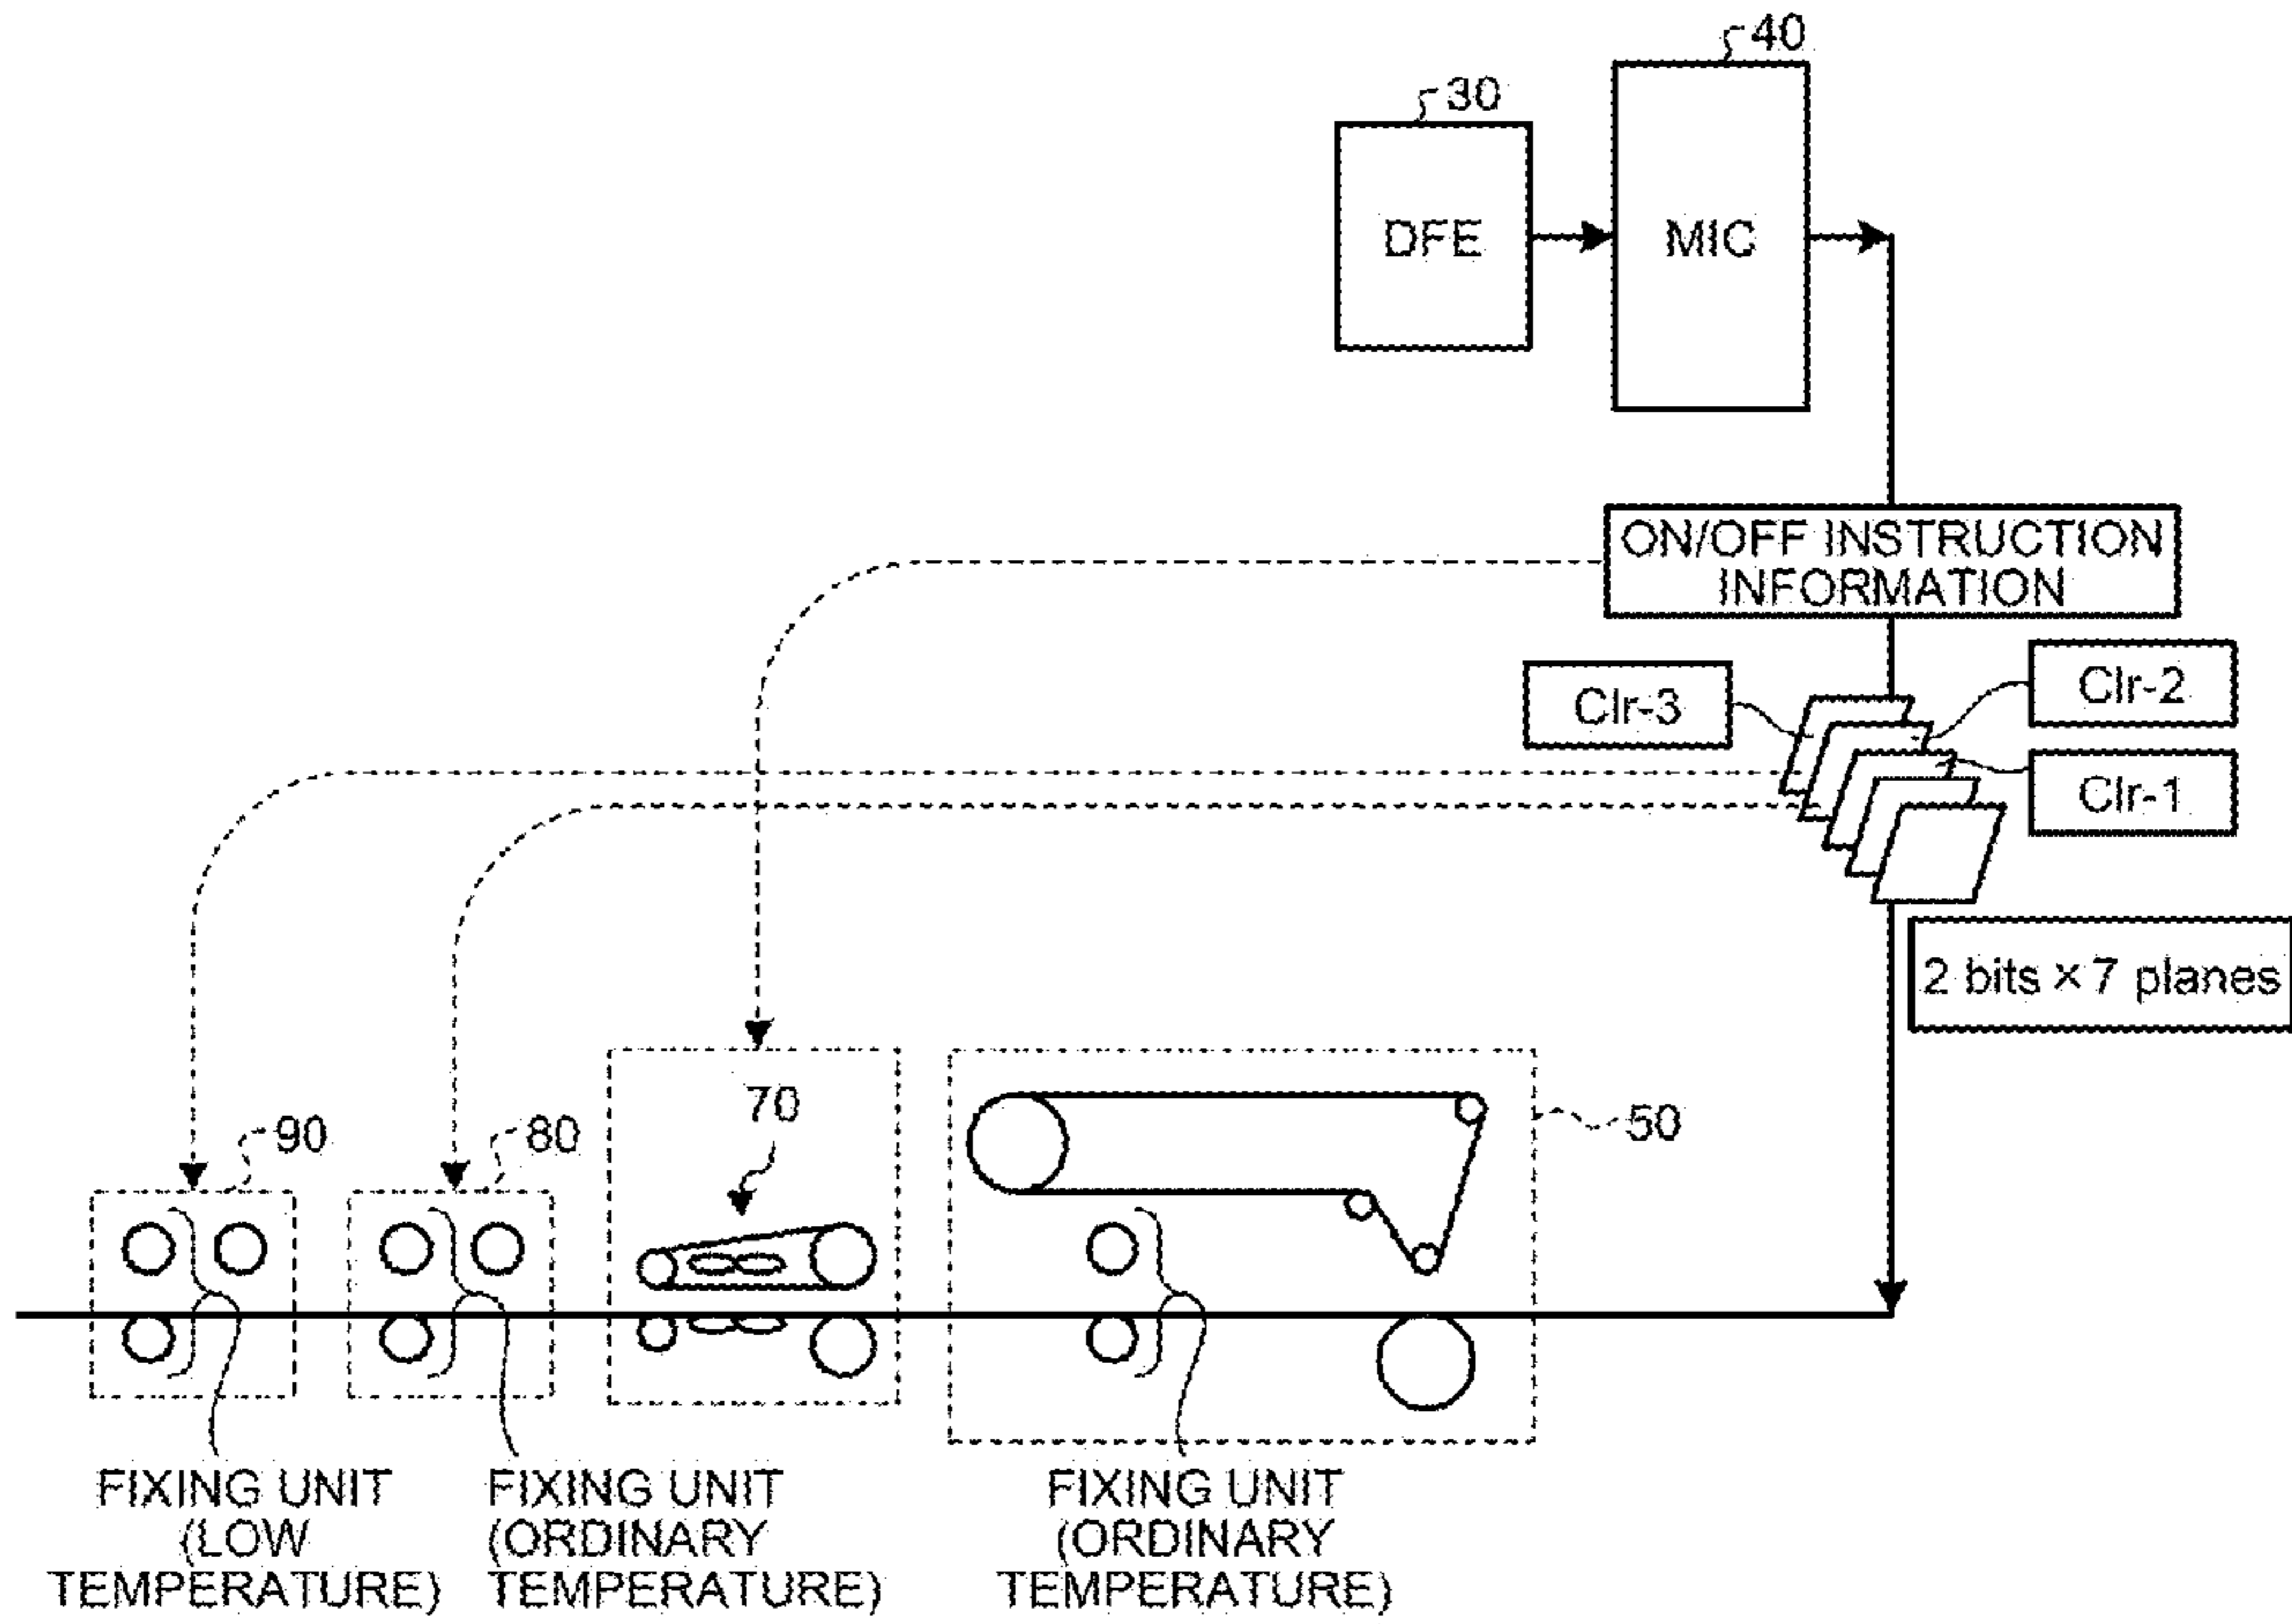 40
30
DFE
MIC
ON/OFF INSTRUCTION
INFORMATION
Clr-3
Clr-2
Clr-1
2 bits × 7 planes
70
50
90
80
FIXING UNIT
(LOW
TEMPERATURE)
FIXING UNIT
(ORDINARY
TEMPERATURE)
FIXING UNIT
(ORDINARY
TEMPERATURE)